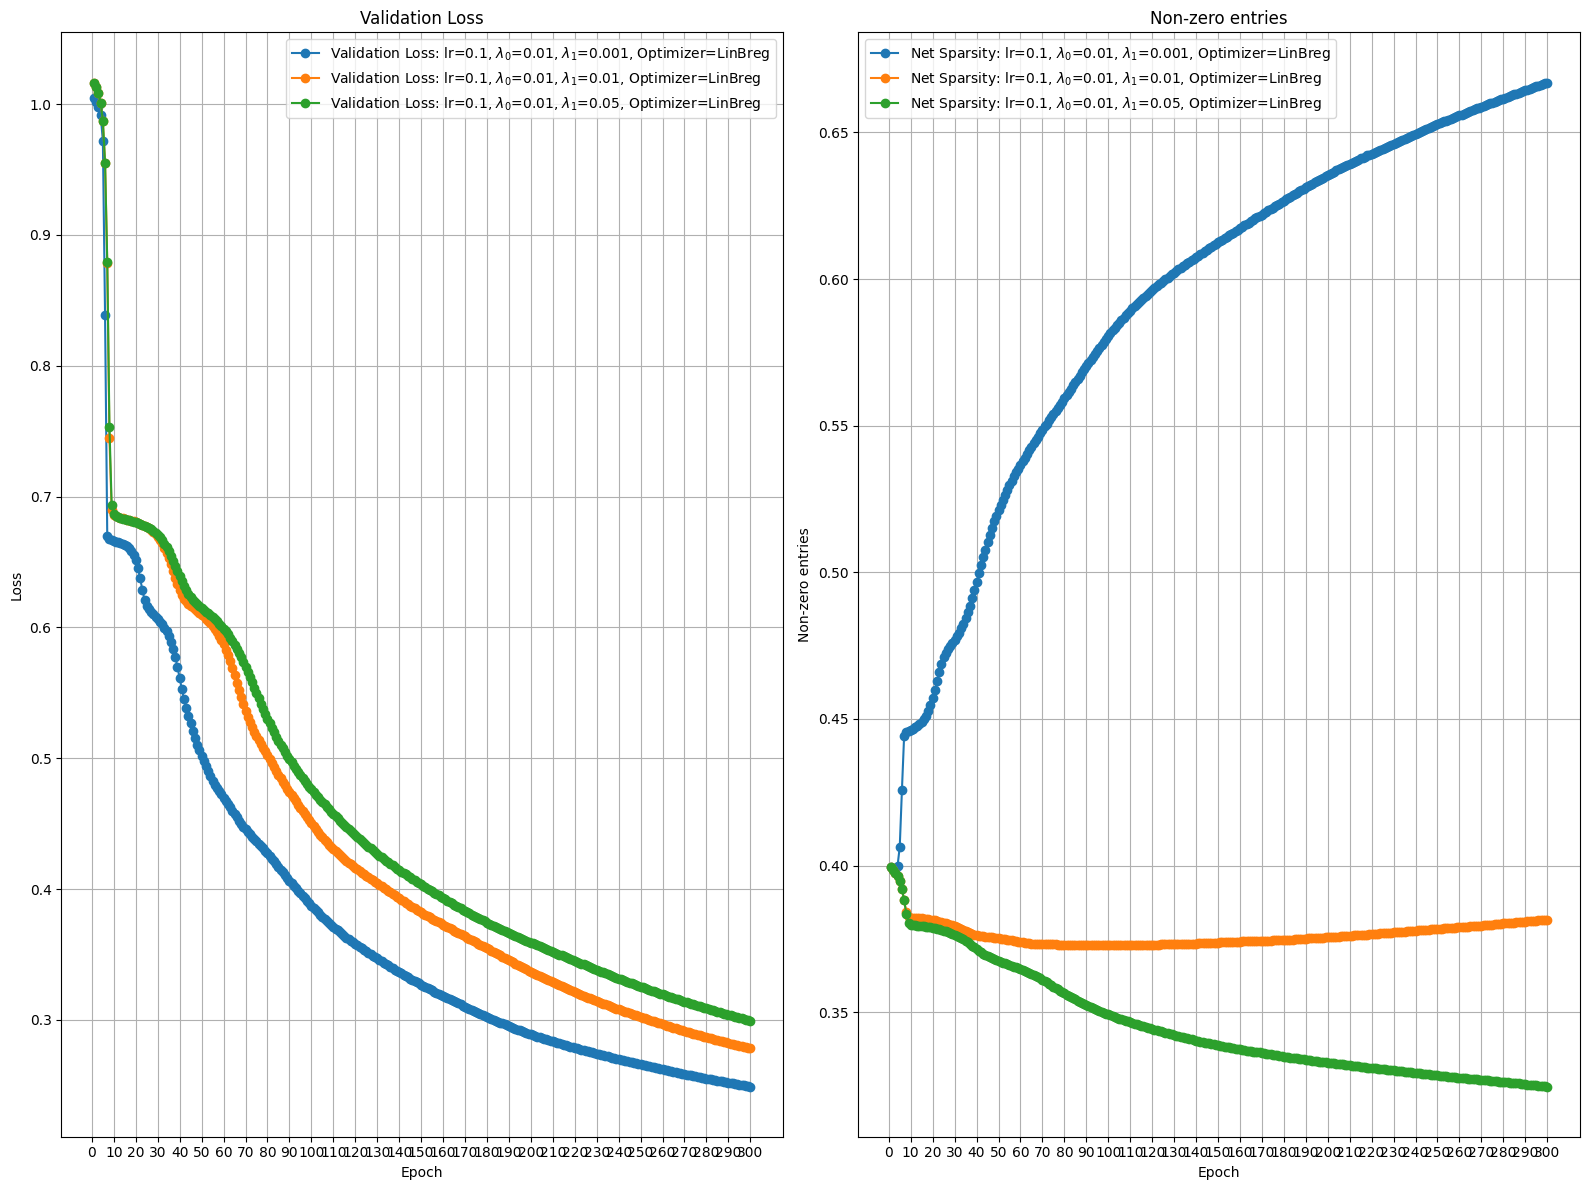 Validation Loss
Validation Loss: lr=0.1, λ₀=0.01, λ₁=0.001, Optimizer=LinBreg
Validation Loss: lr=0.1, λ₀=0.01, λ₁=0.01, Optimizer=LinBreg
Validation Loss: lr=0.1, λ₀=0.01, λ₁=0.05, Optimizer=LinBreg
1.0
0.9
0.8
0.7
0.6
0.5
0.4
0.3
Loss
0 10 20 30 40 50 60 70 80 90 100 110 120 130 140 150 160 170 180 190 200 210 220 230 240 250 260 270 280 290 300
Epoch
Non-zero entries
Net Sparsity: lr=0.1, λ₀=0.01, λ₁=0.001, Optimizer=LinBreg
Net Sparsity: lr=0.1, λ₀=0.01, λ₁=0.01, Optimizer=LinBreg
Net Sparsity: lr=0.1, λ₀=0.01, λ₁=0.05, Optimizer=LinBreg
0.65
0.60
0.55
0.50
0.45
0.40
0.35
Non-zero entries
0 10 20 30 40 50 60 70 80 90 100 110 120 130 140 150 160 170 180 190 200 210 220 230 240 250 260 270 280 290 300
Epoch